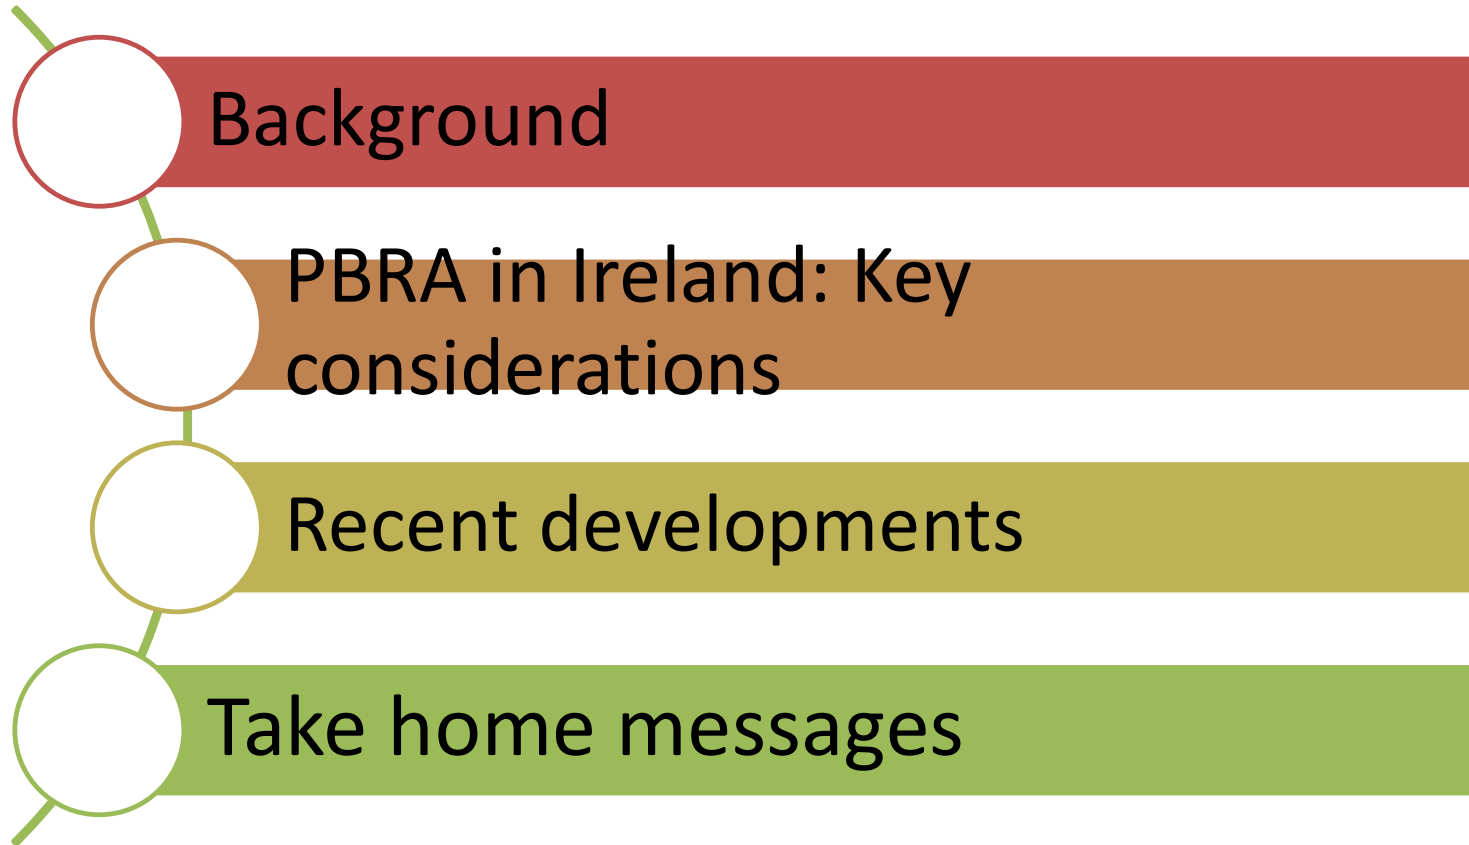 Background
PBRA in Ireland: Key
considerations
Recent developments
Take home messages